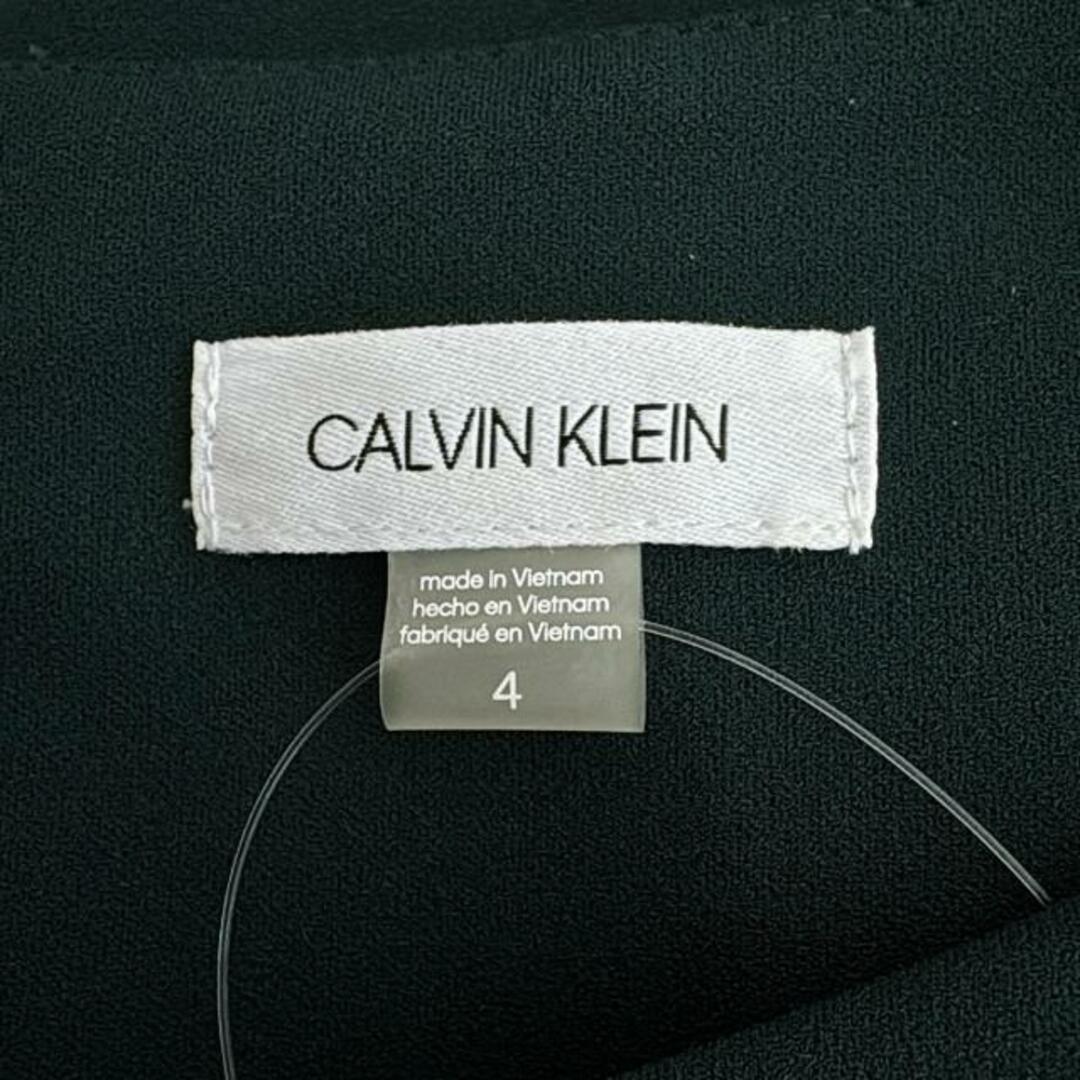 CALVIN KLEIN
made in Vietnam
hecho en Vietnam
fabriqué en Vietnam
4